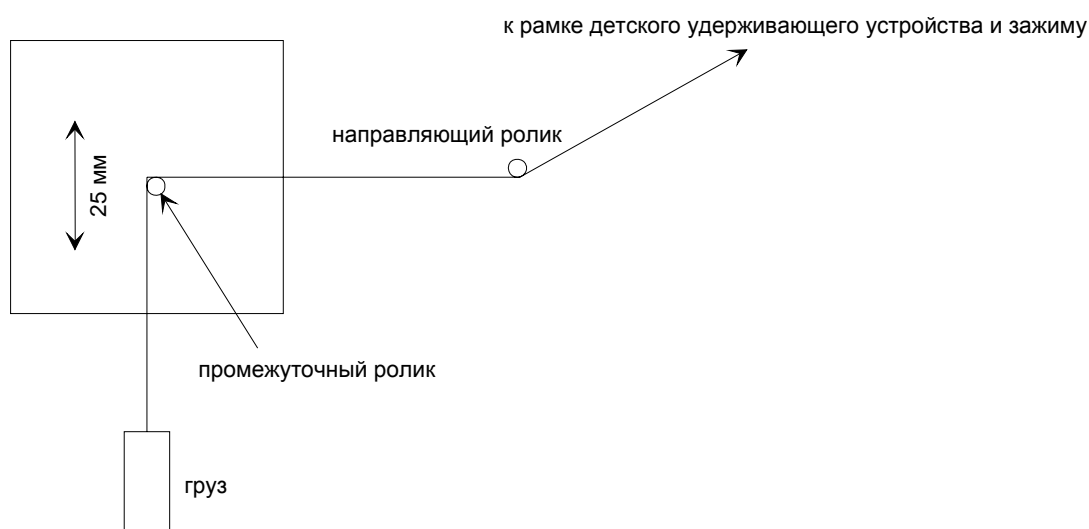 к рамке детского удерживающего устройства и зажиму
направляющий ролик
25 мм
промежуточный ролик
груз